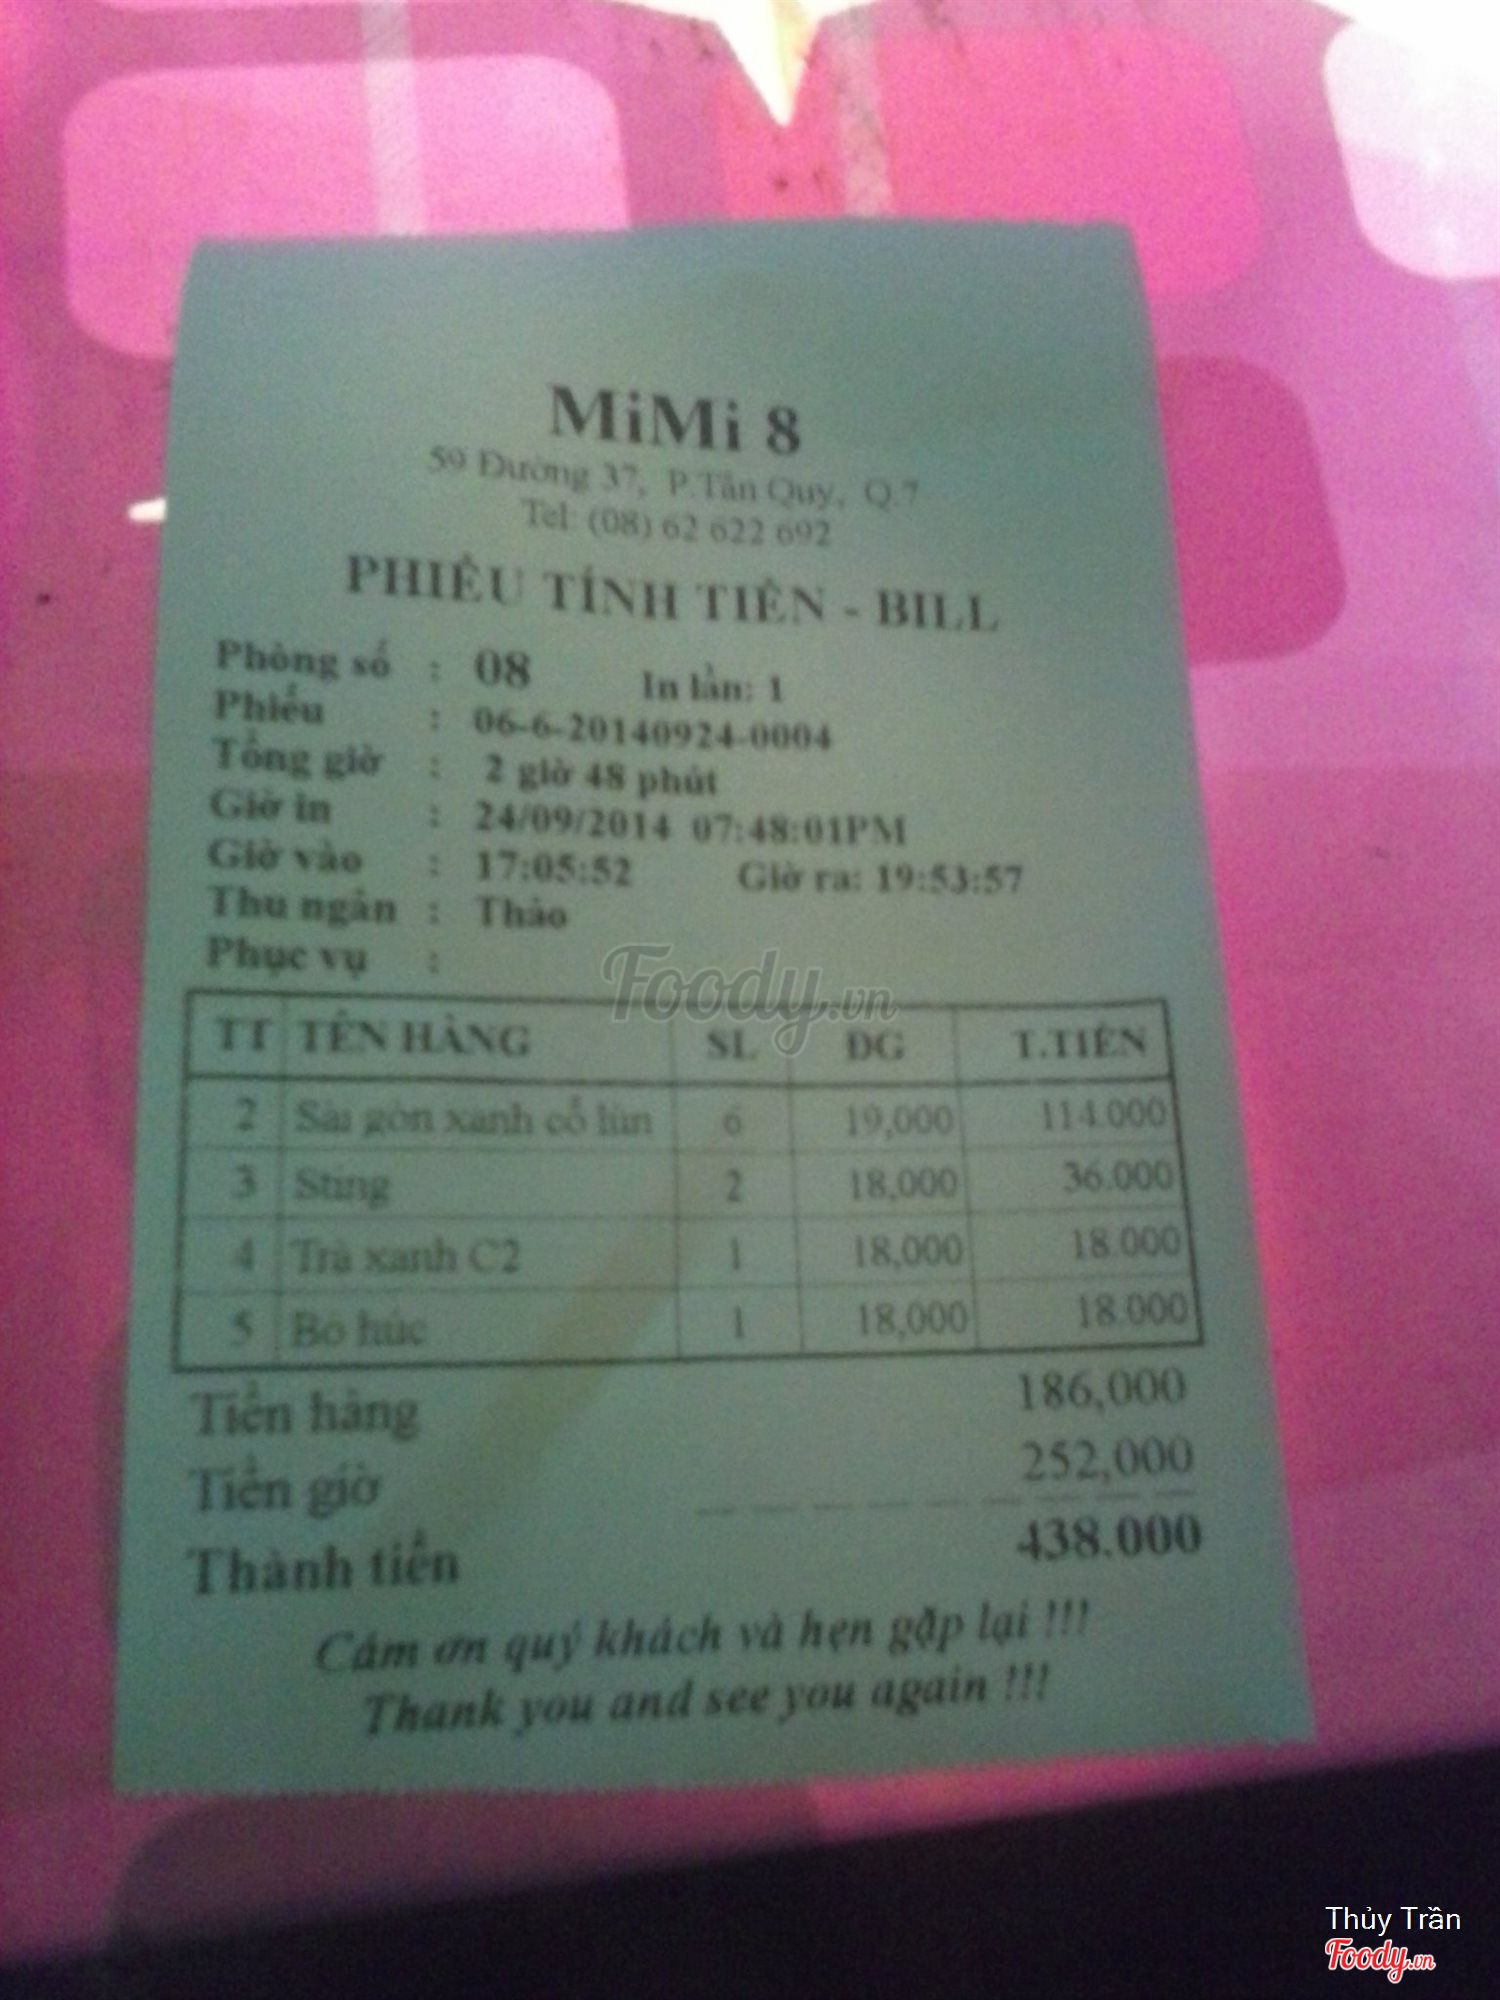 MiMi 8
59 Đường 37, P.Tân Quy, Q.7
Tel: (08) 62 622 692
PHIẾU TÍNH TIỀN - BILL
Phòng số : 08 In lần: 1
Phiếu : 06-6-20140924-0004
Tổng giờ : 2 giờ 48 phút
Giờ in : 24/09/2014 07:48:01PM
Giờ vào : 17:05:52 Giờ ra: 19:53:57
Thu ngân : Thảo
Phục vụ :
Foody.vn
TT TÊN HÀNG SL ĐG T.TIỀN
2 Sài gòn xanh cổ lùn 6 19,000 114.000
3 Sting 2 18,000 36.000
4 Trà xanh C2 1 18,000 18.000
5 Bò húc 1 18,000 18.000
Tiền hàng 186,000
Tiền giờ 252,000
Thành tiền 438.000
Cám ơn quý khách và hẹn gặp lại !!!
Thank you and see you again !!!
Thủy Trần
Foody.vn